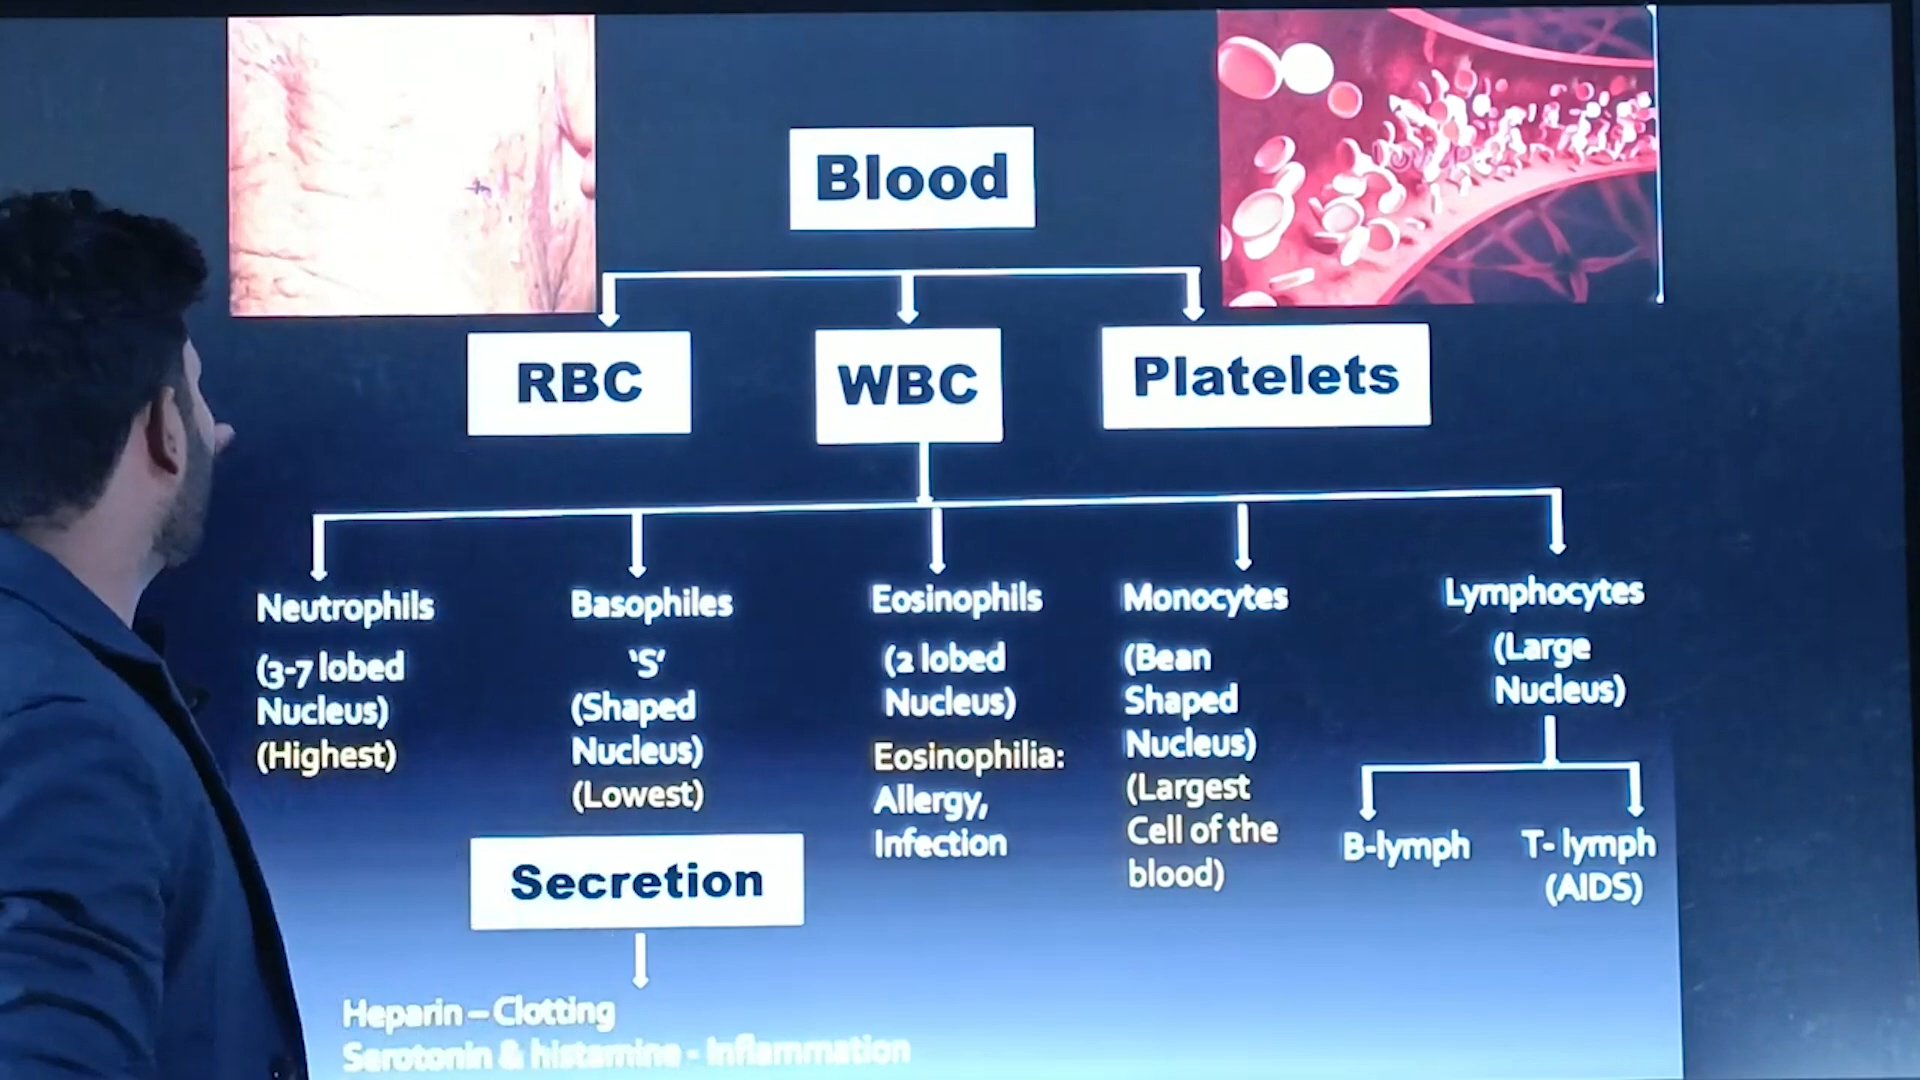 Blood
RBC
WBC
Platelets
Neutrophils
(3-7 lobed
Nucleus)
(Highest)
Basophiles
'S'
(Shaped
Nucleus)
(Lowest)
Eosinophils
(2 lobed
Nucleus)
Eosinophilia:
Allergy,
Infection
Monocytes
(Bean
Shaped
Nucleus)
(Largest
Cell of the
blood)
Lymphocytes
(Large
Nucleus)
B-lymph
T- lymph
(AIDS)
Secretion
Heparin – Clotting
Serotonin & histamine - Inflammation